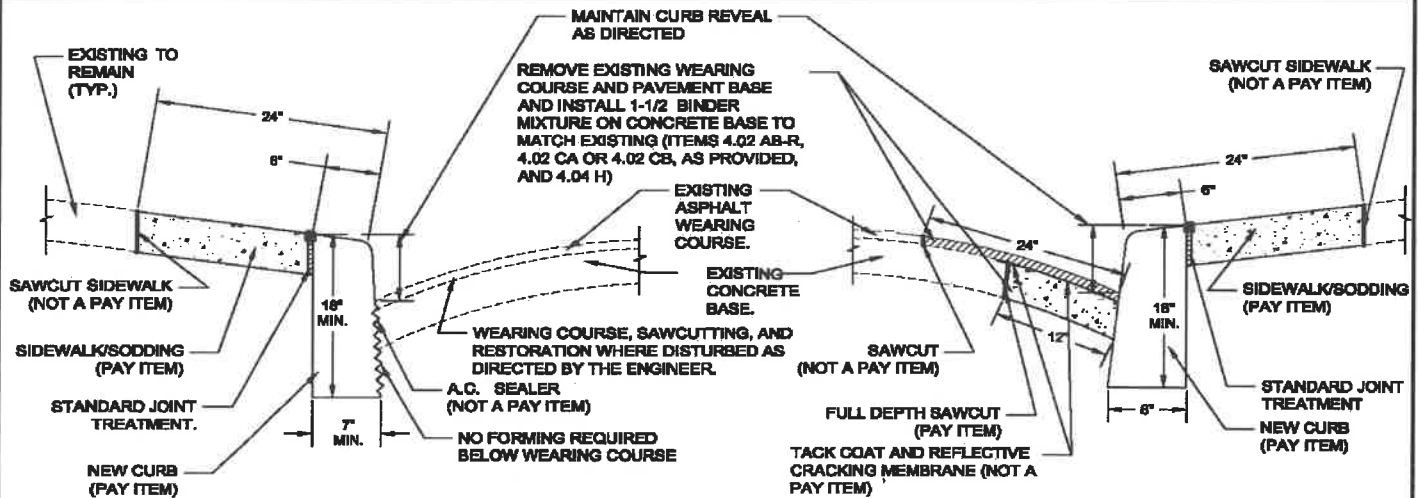 MAINTAIN CURB REVEAL
AS DIRECTED
EXISTING TO
REMAIN
(TYP.)
24"
6"
REMOVE EXISTING WEARING
COURSE AND PAVEMENT BASE
AND INSTALL 1-1/2 BINDER
MIXTURE ON CONCRETE BASE TO
MATCH EXISTING (ITEMS 4.02 AB-R,
4.02 CA OR 4.02 CB, AS PROVIDED,
AND 4.04 H)
SAWCUT SIDEWALK
(NOT A PAY ITEM)
24"
6"
EXISTING
ASPHALT
WEARING
COURSE.
EXISTING
CONCRETE
BASE.
24"
12"
SAWCUT SIDEWALK
(NOT A PAY ITEM)
SIDEWALK/SODDING
(PAY ITEM)
STANDARD JOINT
TREATMENT.
NEW CURB
(PAY ITEM)
18"
MIN.
7"
MIN.
WEARING COURSE, SAWCUTTING, AND
RESTORATION WHERE DISTURBED AS
DIRECTED BY THE ENGINEER.
A.C. SEALER
(NOT A PAY ITEM)
NO FORMING REQUIRED
BELOW WEARING COURSE
SAWCUT
(NOT A PAY ITEM)
FULL DEPTH SAWCUT
(PAY ITEM)
TACK COAT AND REFLECTIVE
CRACKING MEMBRANE (NOT A
PAY ITEM)
18"
MIN.
6"
SIDEWALK/SODDING
(PAY ITEM)
STANDARD JOINT
TREATMENT
NEW CURB
(PAY ITEM)